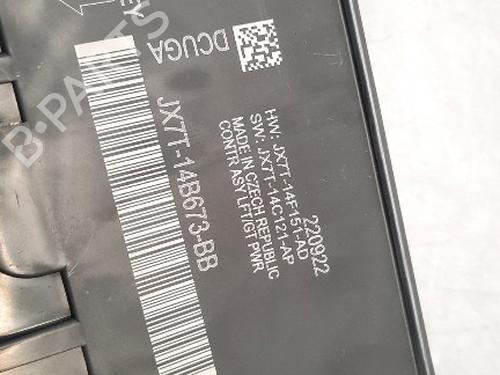 EY
DCUGA
JX7T-14B673-BB
220922
HW: JX7T-14F151-AD
SW: JX7T-14C121-AP
MADE IN CZECH REPUBLIC
CONTR ASY LFTGT PWR
B-PARTS